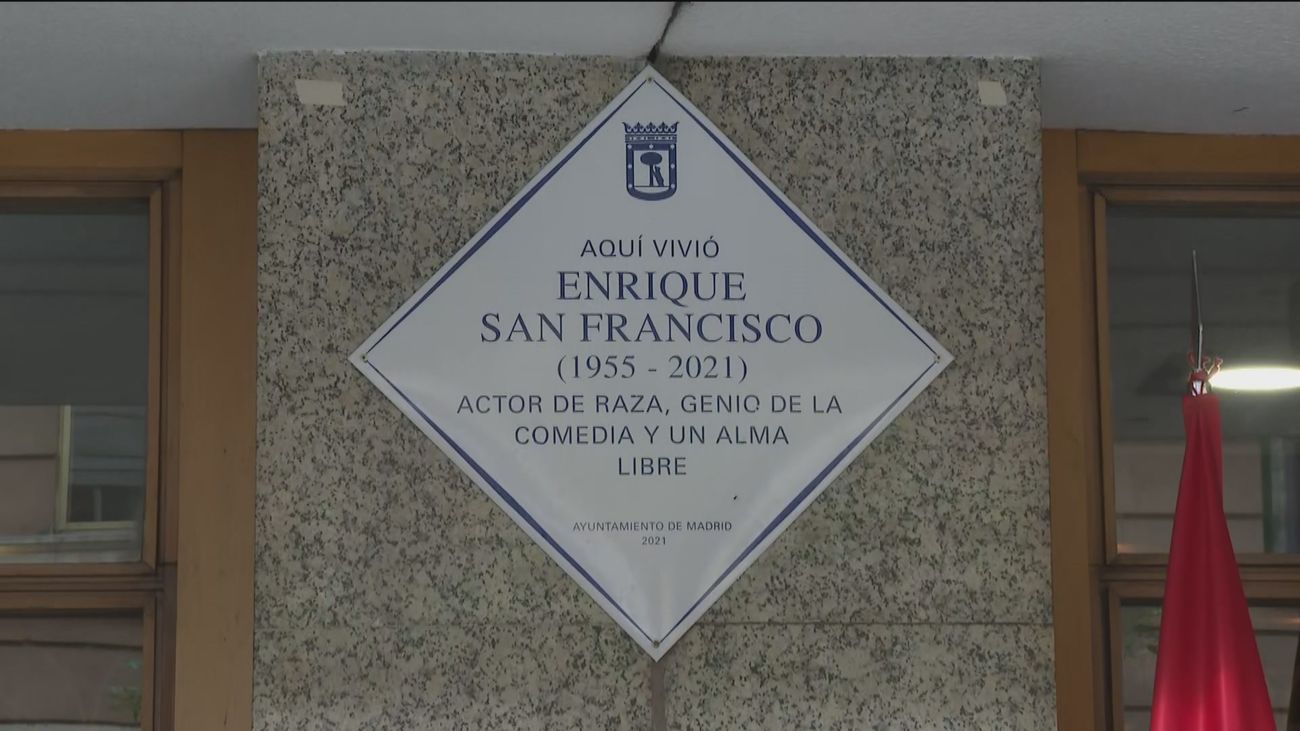 AQUÍ VIVIÓ
ENRIQUE
SAN FRANCISCO
(1955 - 2021)
ACTOR DE RAZA, GENIO DE LA
COMEDIA Y UN ALMA
LIBRE
AYUNTAMIENTO DE MADRID
2021